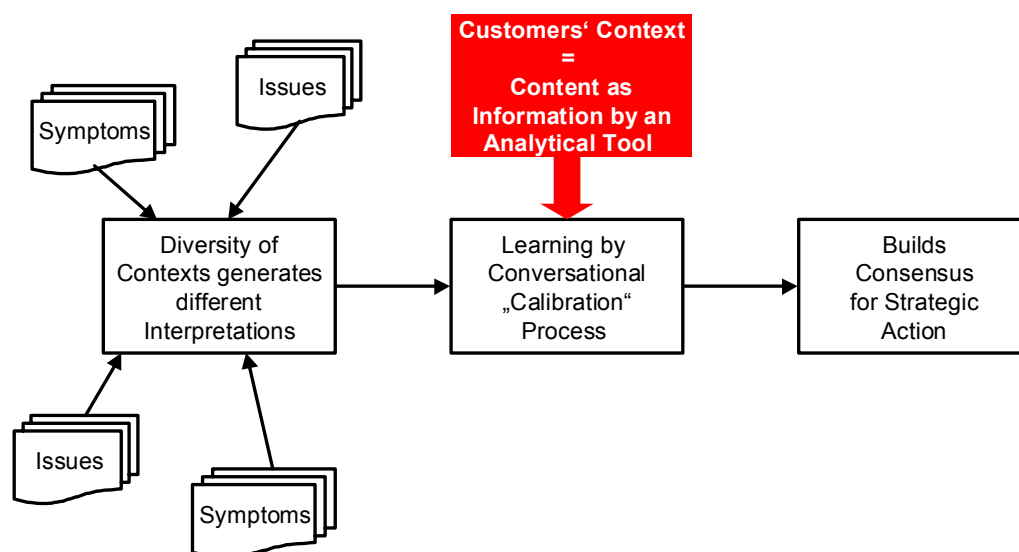 Customers‘ Context
=
Content as
Information by an
Analytical Tool
Issues
Symptoms
Diversity of
Contexts generates
different
Interpretations
Learning by
Conversational
„Calibration“
Process
Builds
Consensus
for Strategic
Action
Issues
Symptoms